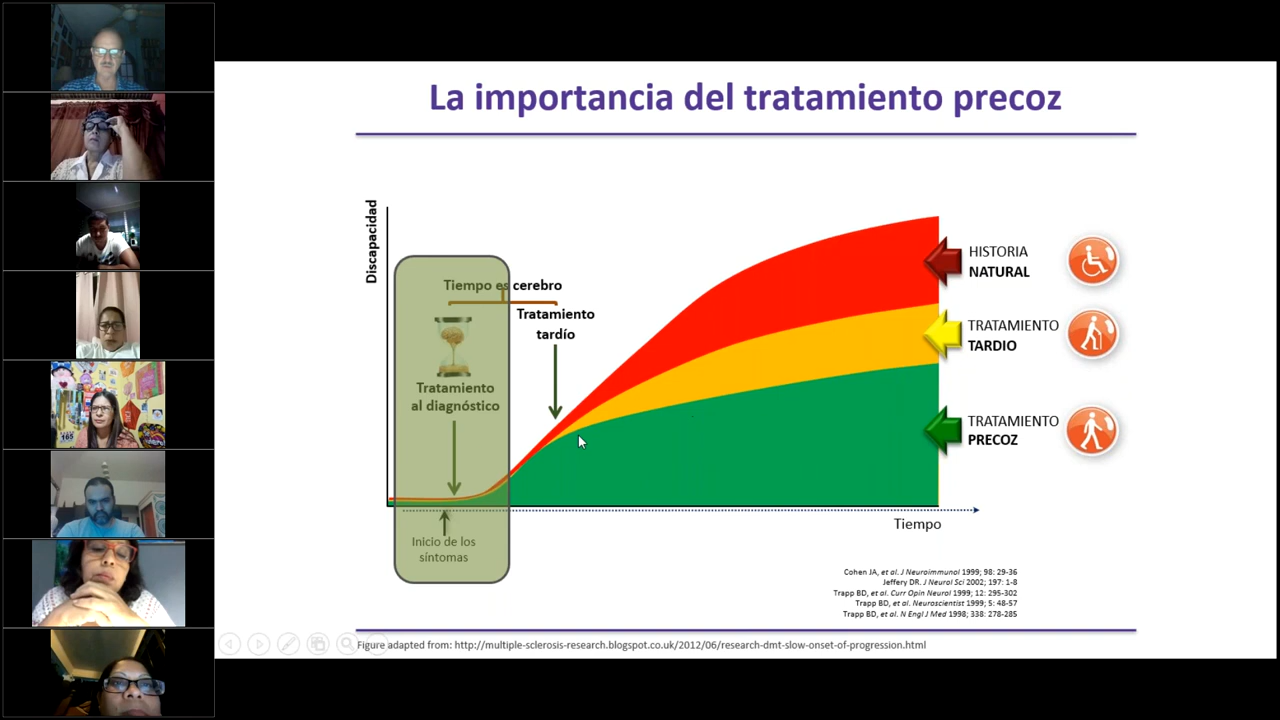 La importancia del tratamiento precoz
Discapacidad
Tiempo es cerebro
Tratamiento
tardío
Tratamiento
al diagnóstico
Inicio de los
síntomas
HISTORIA
NATURAL
TRATAMIENTO
TARDIO
TRATAMIENTO
PRECOZ
Tiempo
Cohen JA, et al. J Neuroimmunol 1999; 98: 29-36
Jeffery DR. J Neurol Sci 2002; 197: 1-8
Trapp BD, et al. Curr Opin Neurol 1999; 12: 295-302
Trapp BD, et al. Neuroscientist 1999; 5: 48-57
Trapp BD, et al. N Engl J Med 1998; 338: 278-285
Figure adapted from: http://multiple-sclerosis-research.blogspot.co.uk/2012/06/research-dmt-slow-onset-of-progression.html
165